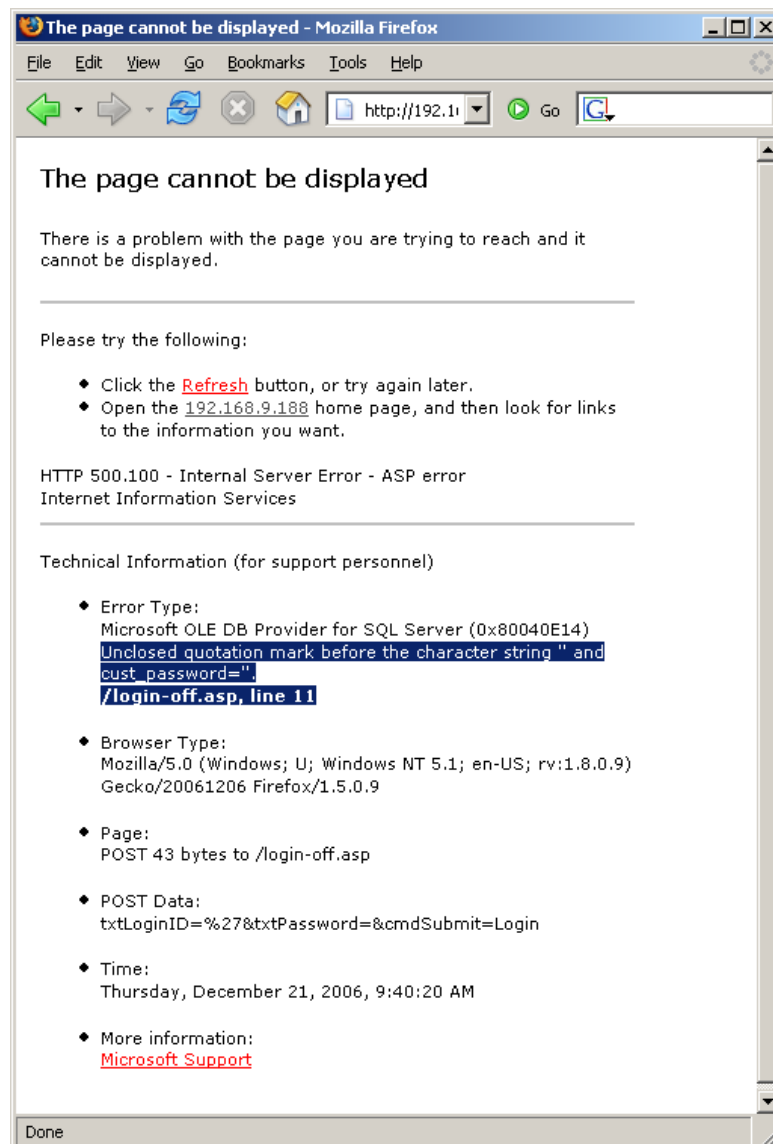 The page cannot be displayed - Mozilla Firefox
File Edit View Go Bookmarks Tools Help
http://192.1 Go G
The page cannot be displayed
There is a problem with the page you are trying to reach and it
cannot be displayed.
Please try the following:
Click the Refresh button, or try again later.
Open the 192.168.9.188 home page, and then look for links
to the information you want.
HTTP 500.100 - Internal Server Error - ASP error
Internet Information Services
Technical Information (for support personnel)
Error Type:
Microsoft OLE DB Provider for SQL Server (0x80040E14)
Unclosed quotation mark before the character string '' and
cust_password=''.
/login-off.asp, line 11
Browser Type:
Mozilla/5.0 (Windows; U; Windows NT 5.1; en-US; rv:1.8.0.9)
Gecko/20061206 Firefox/1.5.0.9
Page:
POST 43 bytes to /login-off.asp
POST Data:
txtLoginID=%27&txtPassword=&cmdSubmit=Login
Time:
Thursday, December 21, 2006, 9:40:20 AM
More information:
Microsoft Support
Done